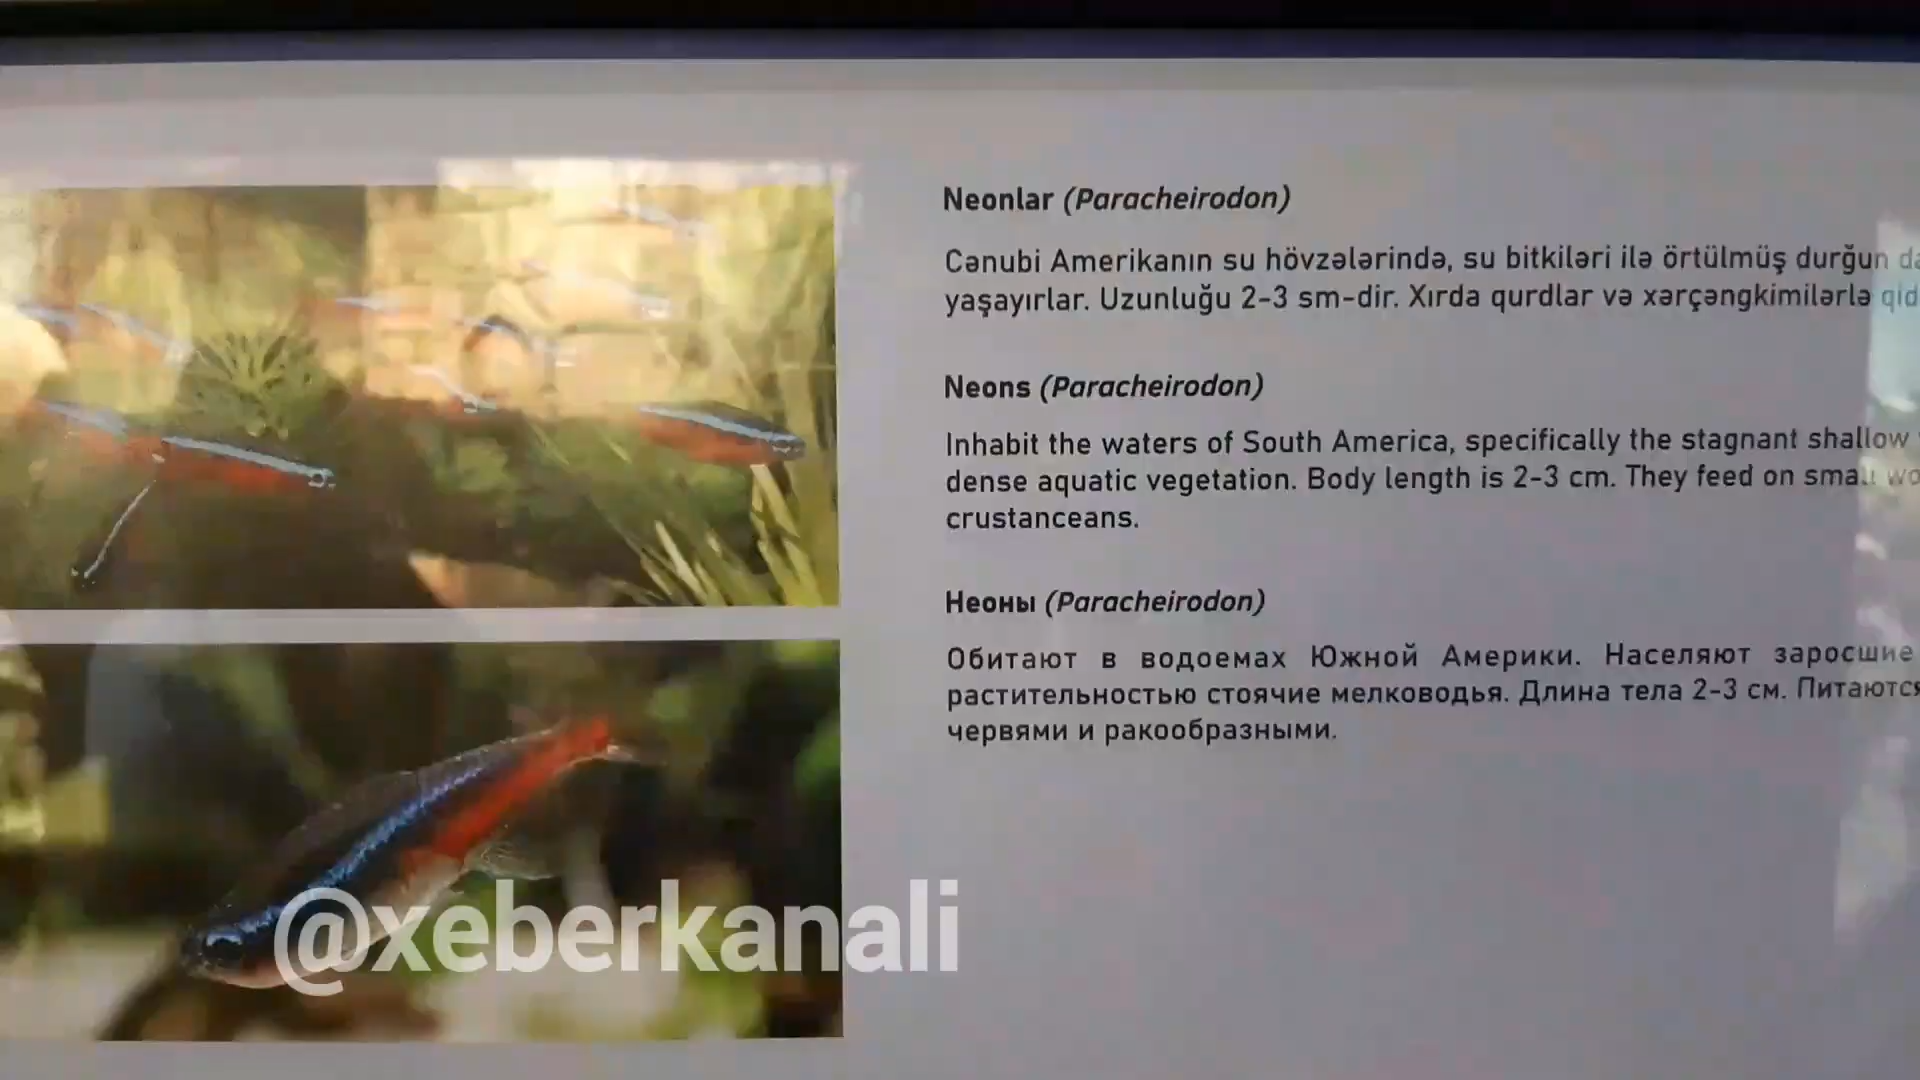 Neonlar (Paracheirodon)
Cənubi Amerikanın su hövzələrində, su bitkiləri ilə örtülmüş durğun
yaşayırlar. Uzunluğu 2-3 sm-dir. Xırda qurdlar və xərçəngkimilərlə
Neons (Paracheirodon)
Inhabit the waters of South America, specifically the stagnant shallow
dense aquatic vegetation. Body length is 2-3 cm. They feed on small
crustanceans.
Неоны (Paracheirodon)
Обитают в водоемах Южной Америки. Населяют заросшие
растительностью стоячие мелководья. Длина тела 2-3 см. Питаются
червями и ракообразными.
@xeberkanali